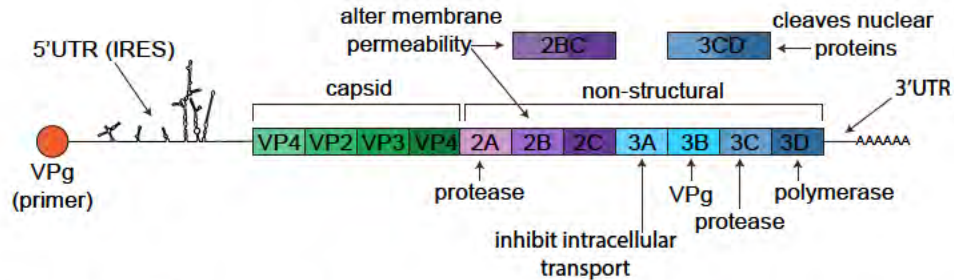 alter membrane
permeability
2BC
3CD
cleaves nuclear
proteins
5'UTR (IRES)
capsid
non-structural
3'UTR
VP4 VP2 VP3 VP4 2A 2B 2C 3A 3B 3C 3D
AAAAAA
VPg
(primer)
protease
VPg
polymerase
protease
inhibit intracellular
transport